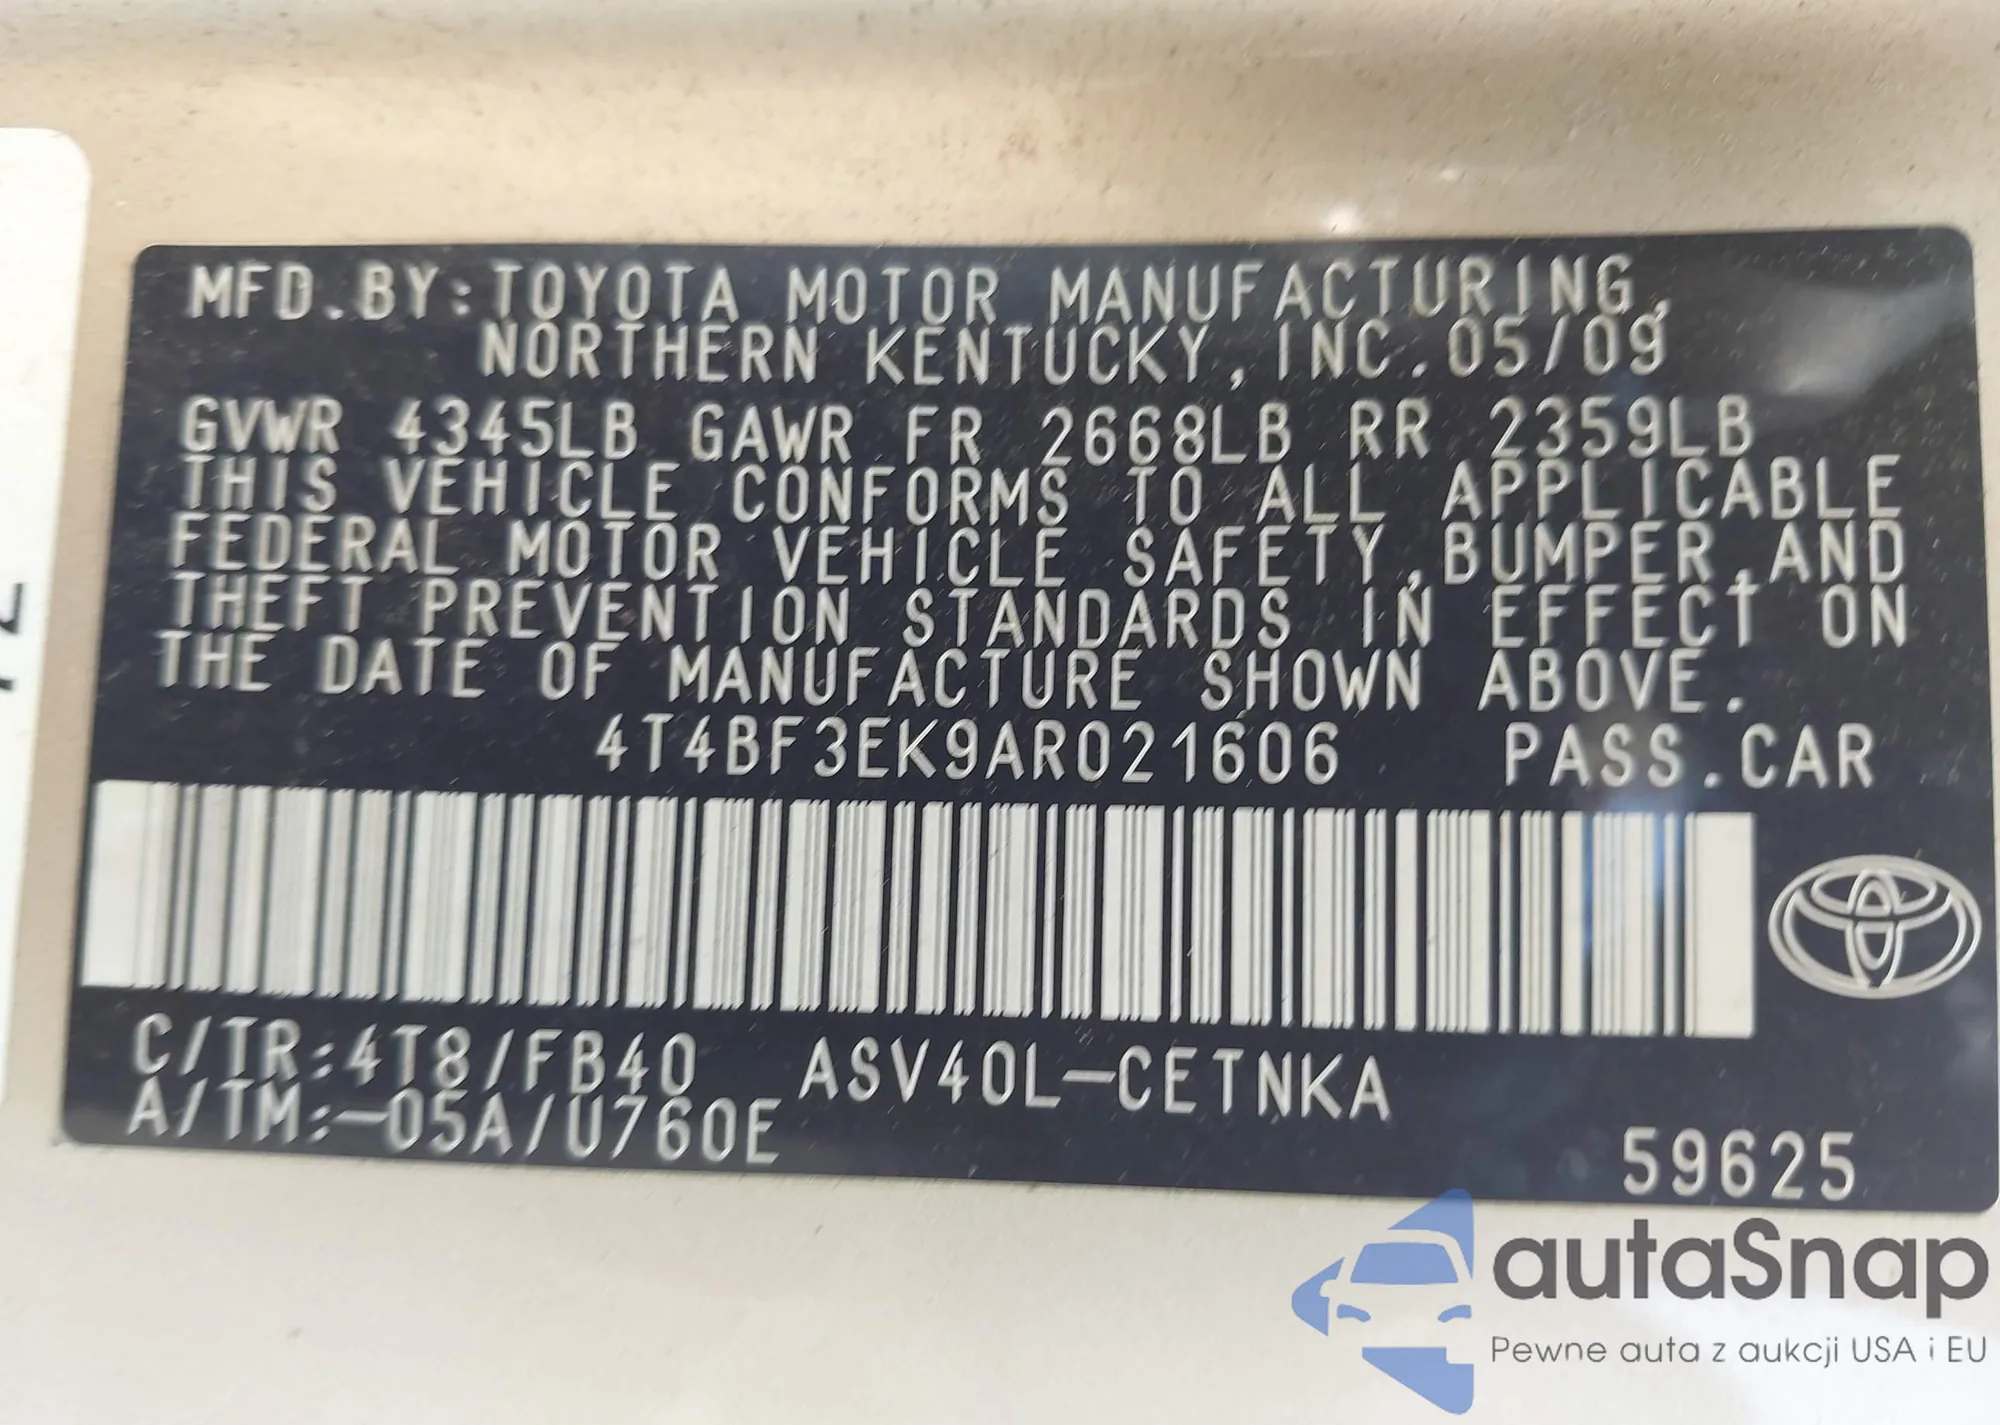 MFD.BY:TOYOTA MOTOR MANUFACTURING,
NORTHERN KENTUCKY,INC.05/09
GVWR 4345LB GAWR FR 2668LB RR 2359LB
THIS VEHICLE CONFORMS TO ALL APPLICABLE
FEDERAL MOTOR VEHICLE SAFETY,BUMPER,AND
THEFT PREVENTION STANDARDS IN EFFECT ON
THE DATE OF MANUFACTURE SHOWN ABOVE.
4T4BF3EK9AR021606 PASS.CAR
C/TR:4T8/FB40 ASV40L-CETNKA
A/TM:-05A/U760E
59625
autaSnap
Pewne auta z aukcji USA i EU